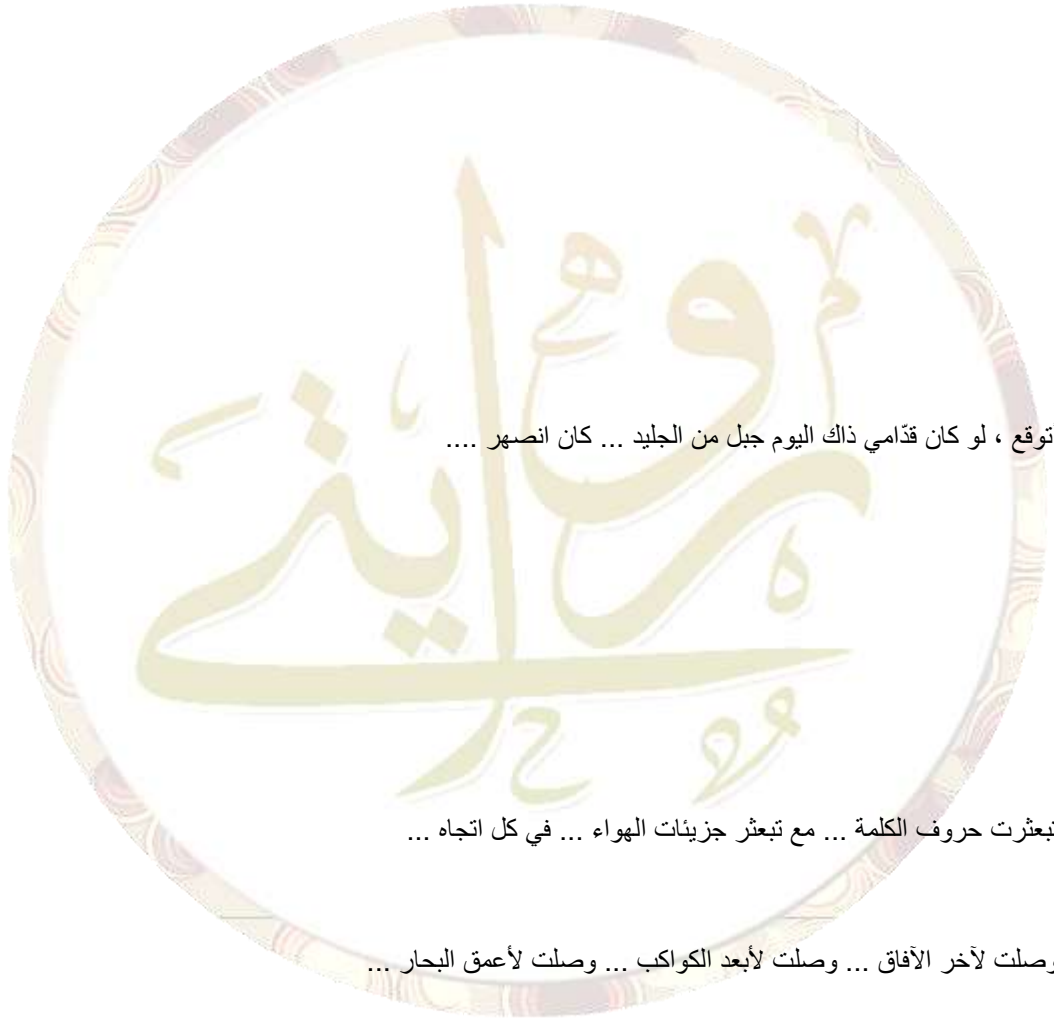 توقع ، لو كان قدّامي ذاك اليوم جبل من الجليد ... كان انصهر ....
تبعثرت حروف الكلمة ... مع تبعثر جزيئات الهواء ... في كل اتجاه ...
وصلت لآخر الآفاق ... وصلت لأبعد الكواكب ... وصلت لأعمق البحار ...